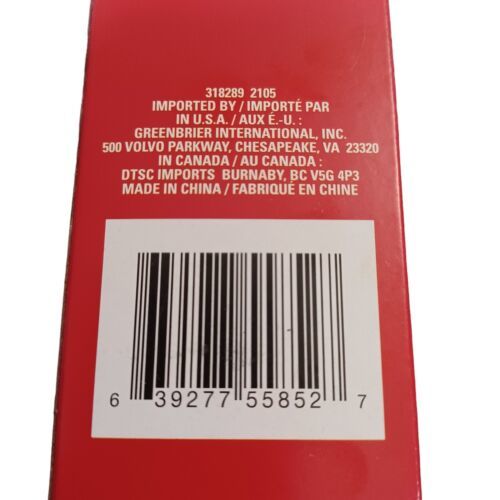 318289 2105
IMPORTED BY / IMPORTÉ PAR
IN U.S.A. / AUX É.-U. :
GREENBRIER INTERNATIONAL, INC.
500 VOLVO PARKWAY, CHESAPEAKE, VA 23320
IN CANADA / AU CANADA :
DTSC IMPORTS BURNABY, BC V5G 4P3
MADE IN CHINA / FABRIQUÉ EN CHINE
6 39277 55852 7